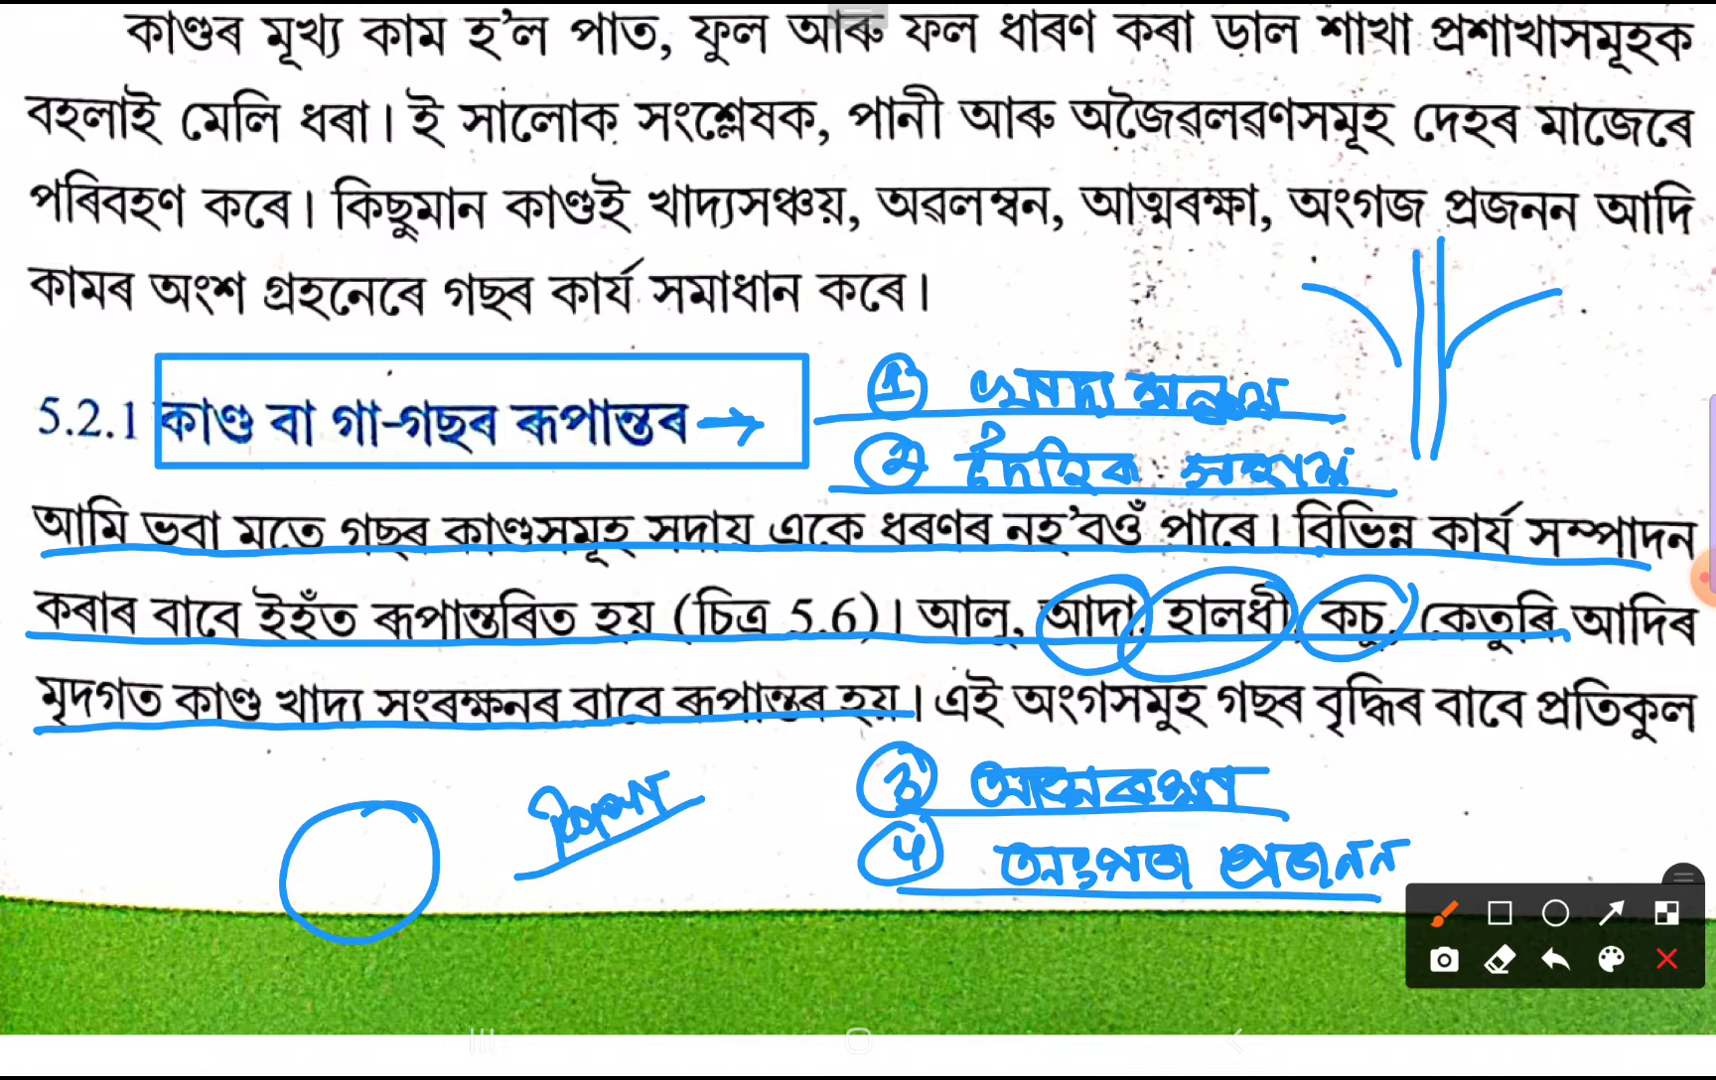 কাণ্ডৰ মূখ্য কাম হ'ল পাত, ফুল আৰু ফল ধাৰণ কৰা ডাল শাখা প্ৰশাখাসমূহক
বহলাই মেলি ধৰা। ই সালোক সংশ্লেষক, পানী আৰু অজৈৱলৱণসমূহ দেহৰ মাজেৰে
পৰিবহণ কৰে। কিছুমান কাণ্ডই খাদ্যসঞ্চয়, অৱলম্বন, আত্মৰক্ষা, অংগজ প্ৰজনন আদি
কামৰ অংশ গ্ৰহনেৰে গছৰ কাৰ্য সমাধান কৰে।
5.2.1 কাণ্ড বা গা-গছৰ ৰূপান্তৰ →
① খাদ্য সঞ্চয়
② দৈহিক সহায়
আমি ভবা মতে গছৰ কাণ্ডসমূহ সদায় একে ধৰণৰ নহ'বওঁ পাৰে। বিভিন্ন কাৰ্য সম্পাদন
কৰাৰ বাবে ইহঁত ৰূপান্তৰিত হয় (চিত্ৰ 5.6)। আলু, আদা, হালধী, কচু, কেতুৰি আদিৰ
মৃদগত কাণ্ড খাদ্য সংৰক্ষনৰ বাবে ৰূপান্তৰ হয়। এই অংগসমুহ গছৰ বৃদ্ধিৰ বাবে প্ৰতিকুল
③ আত্মৰক্ষা
④ অংগজ প্ৰজনন